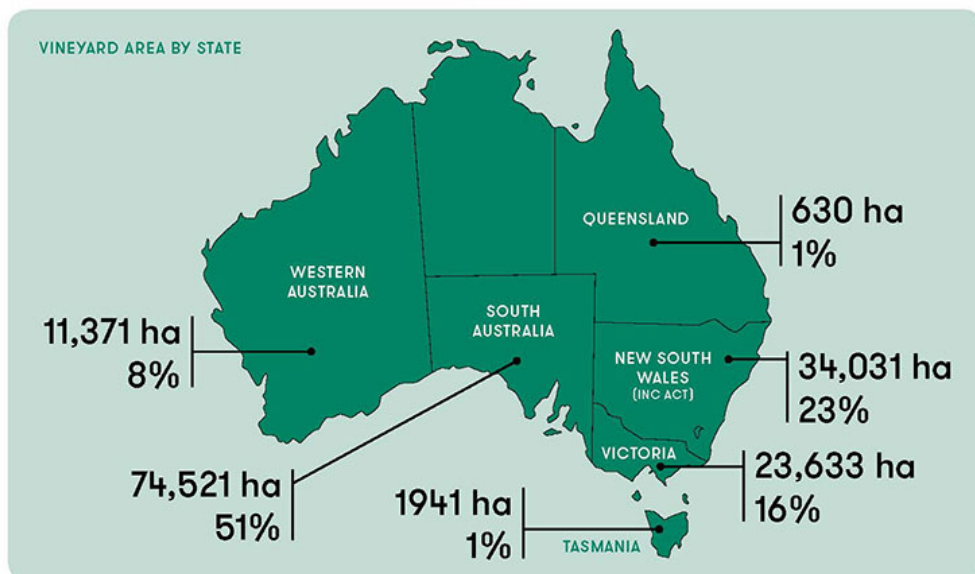 VINEYARD AREA BY STATE
QUEENSLAND
630 ha
1%
WESTERN
AUSTRALIA
11,371 ha
8%
SOUTH
AUSTRALIA
74,521 ha
51%
NEW SOUTH
WALES
(INC ACT)
34,031 ha
23%
VICTORIA
23,633 ha
16%
1941 ha
1%
TASMANIA